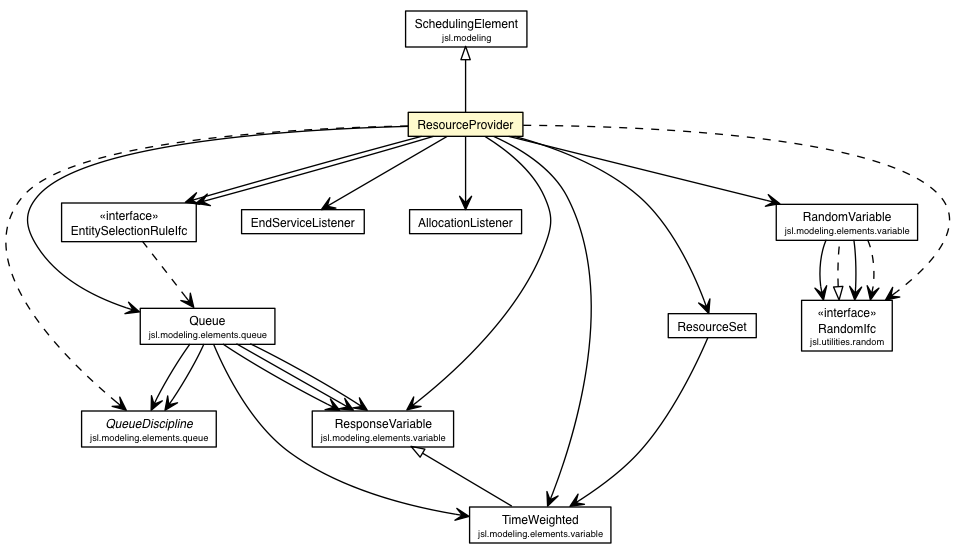 SchedulingElement
jsl.modeling
ResourceProvider
«interface»
EntitySelectionRuleIfc
EndServiceListener
AllocationListener
RandomVariable
jsl.modeling.elements.variable
Queue
jsl.modeling.elements.queue
ResourceSet
«interface»
RandomIfc
jsl.utilities.random
QueueDiscipline
jsl.modeling.elements.queue
ResponseVariable
jsl.modeling.elements.variable
TimeWeighted
jsl.modeling.elements.variable